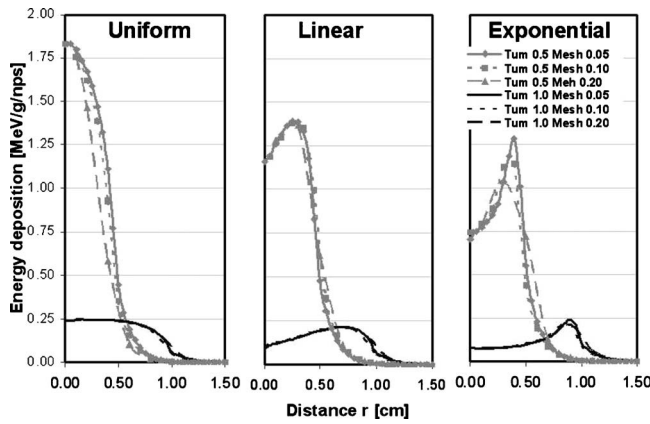 Uniform Linear Exponential
2.00
1.75
1.50
1.25
1.00
0.75
0.50
0.25
0.00
Energy deposition [MeV/g/nps]
Tum 0.5 Mesh 0.05
Tum 0.5 Mesh 0.10
Tum 0.5 Meh 0.20
Tum 1.0 Mesh 0.05
Tum 1.0 Mesh 0.10
Tum 1.0 Mesh 0.20
0.00 0.50 1.00 1.50 0.00 0.50 1.00 1.50 0.00 0.50 1.00 1.50
Distance r [cm]